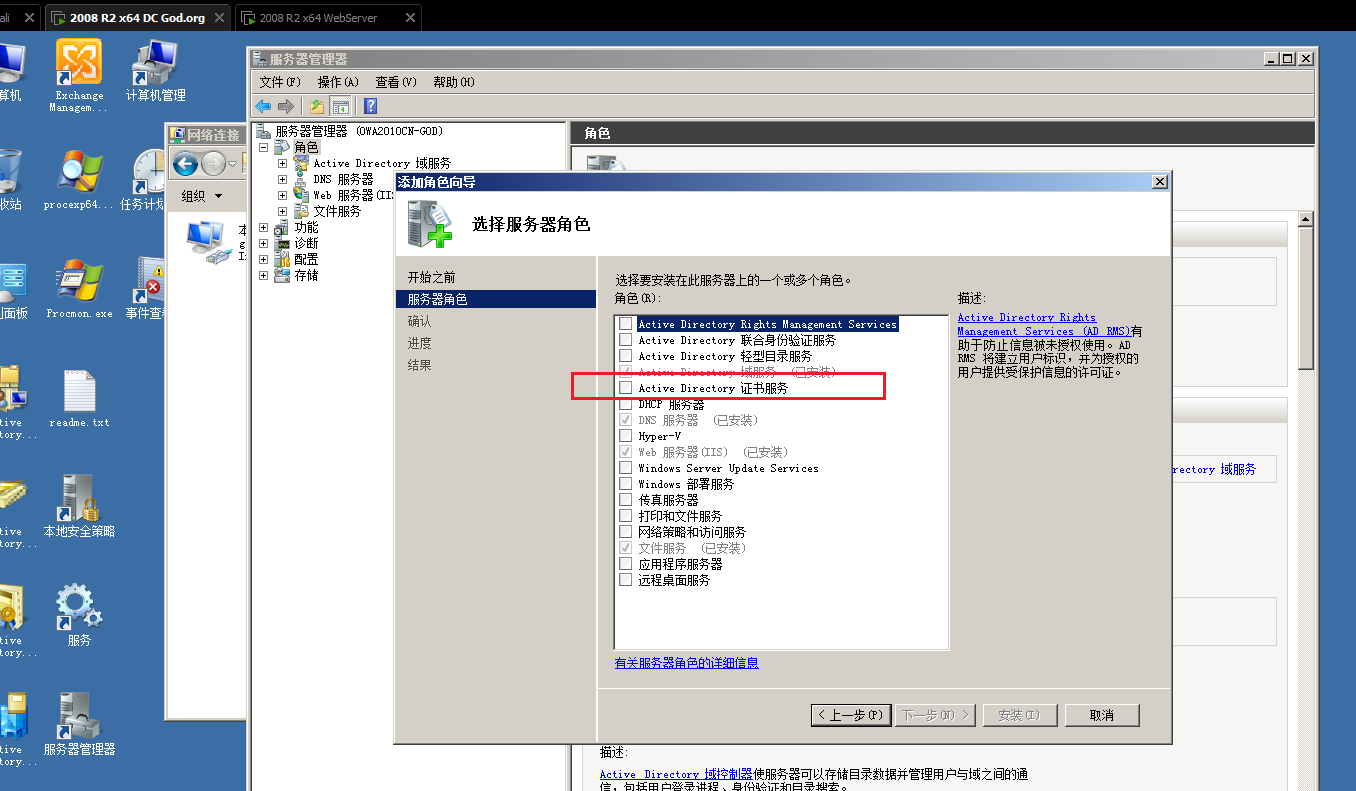 ali
2008 R2 x64 DC God.org
2008 R2 x64 WebServer
算机
Exchange
Managem...
计算机管理
收站
procexp64...
任务计划
Procmon.exe
事件查看
readme.txt
tive
tory...
本地安全策略
tive
tory...
服务
tive
tory...
服务器管理器
tive
tory...
网络连接
组织
服务器管理器
文件(F) 操作(A) 查看(V) 帮助(H)
服务器管理器 (OWA2010CN-GOD)
角色
Active Directory 域服务
DNS 服务器
Web 服务器(II
文件服务
功能
诊断
配置
存储
角色
添加角色向导
选择服务器角色
开始之前
服务器角色
确认
进度
结果
选择要安装在此服务器上的一个或多个角色。
角色(R):
Active Directory Rights Management Services
Active Directory 联合身份验证服务
Active Directory 轻型目录服务
Active Directory 域服务 (已安装)
Active Directory 证书服务
DHCP 服务器
DNS 服务器 (已安装)
Hyper-V
Web 服务器(IIS) (已安装)
Windows Server Update Services
Windows 部署服务
传真服务器
打印和文件服务
网络策略和访问服务
文件服务 (已安装)
应用程序服务器
远程桌面服务
有关服务器角色的详细信息
描述:
Active Directory Rights
Management Services (AD RMS)有
助于防止信息被未授权使用。AD
RMS 将建立用户标识，并为授权的
用户提供受保护信息的许可证。
< 上一步(P)
下一步(N) >
安装(I)
取消
rectory 域服务
描述:
Active Directory 域控制器使服务器可以存储目录数据并管理用户与域之间的通
信，包括用户登录进程、身份验证和目录搜索。